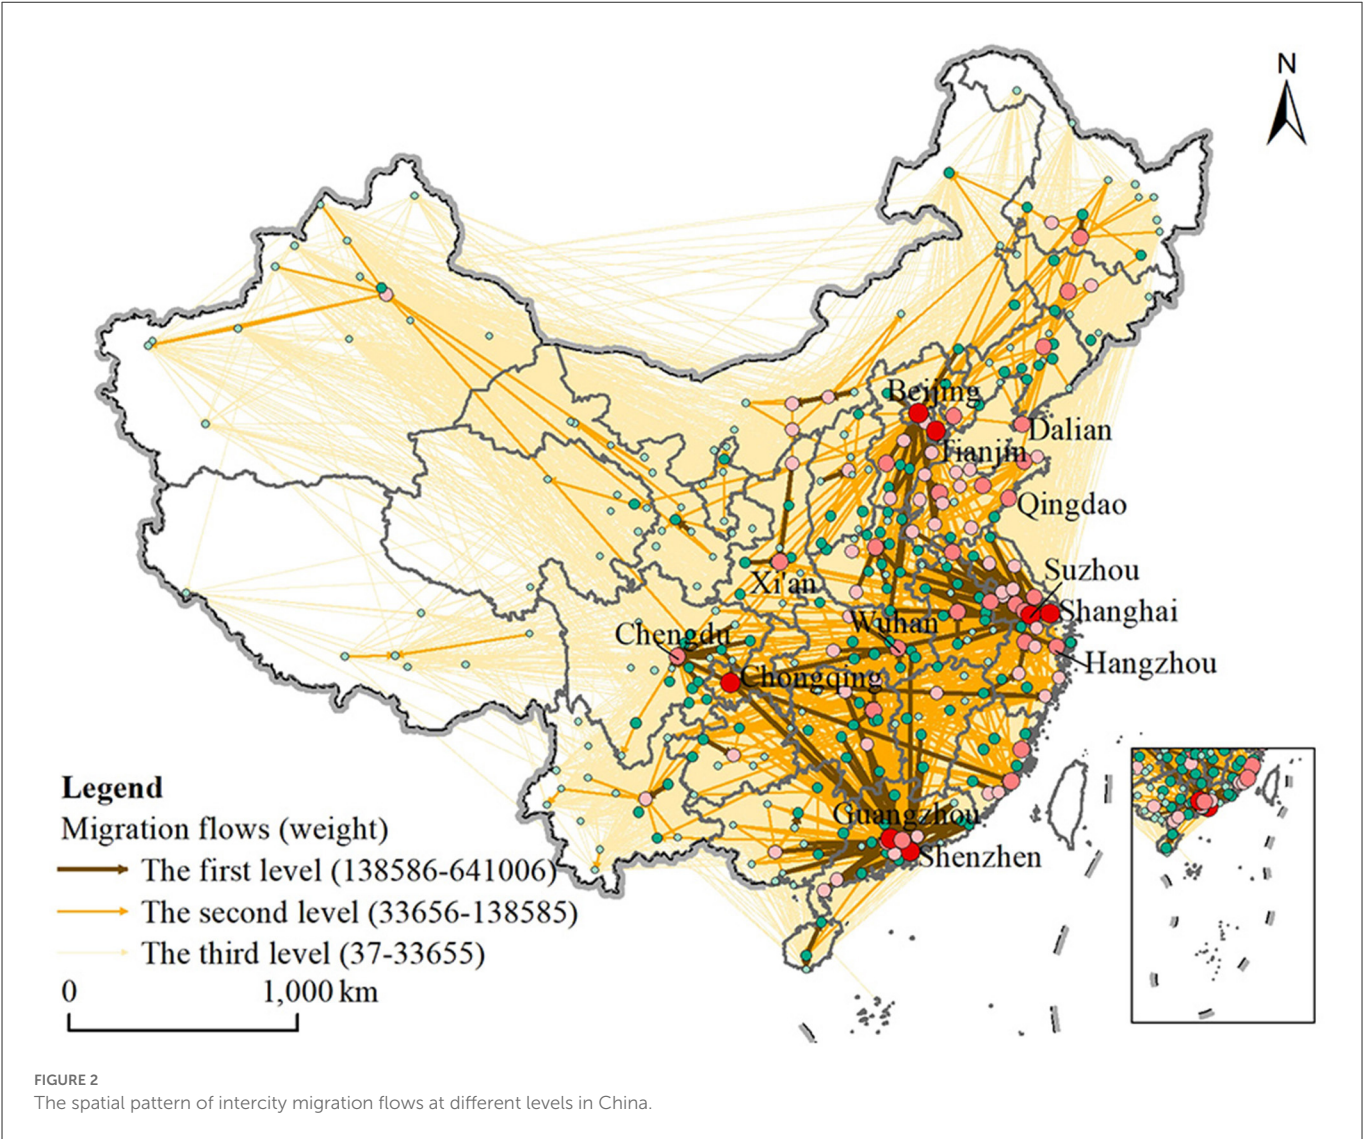 N
Beijing
Dalian
Tianjin
Qingdao
Xi'an
Suzhou
Shanghai
Wuhan
Chengdu
Hangzhou
Chongqing
Guangzhou
Shenzhen
Legend
Migration flows (weight)
The first level (138586-641006)
The second level (33656-138585)
The third level (37-33655)
0 1,000 km
FIGURE 2
The spatial pattern of intercity migration flows at different levels in China.